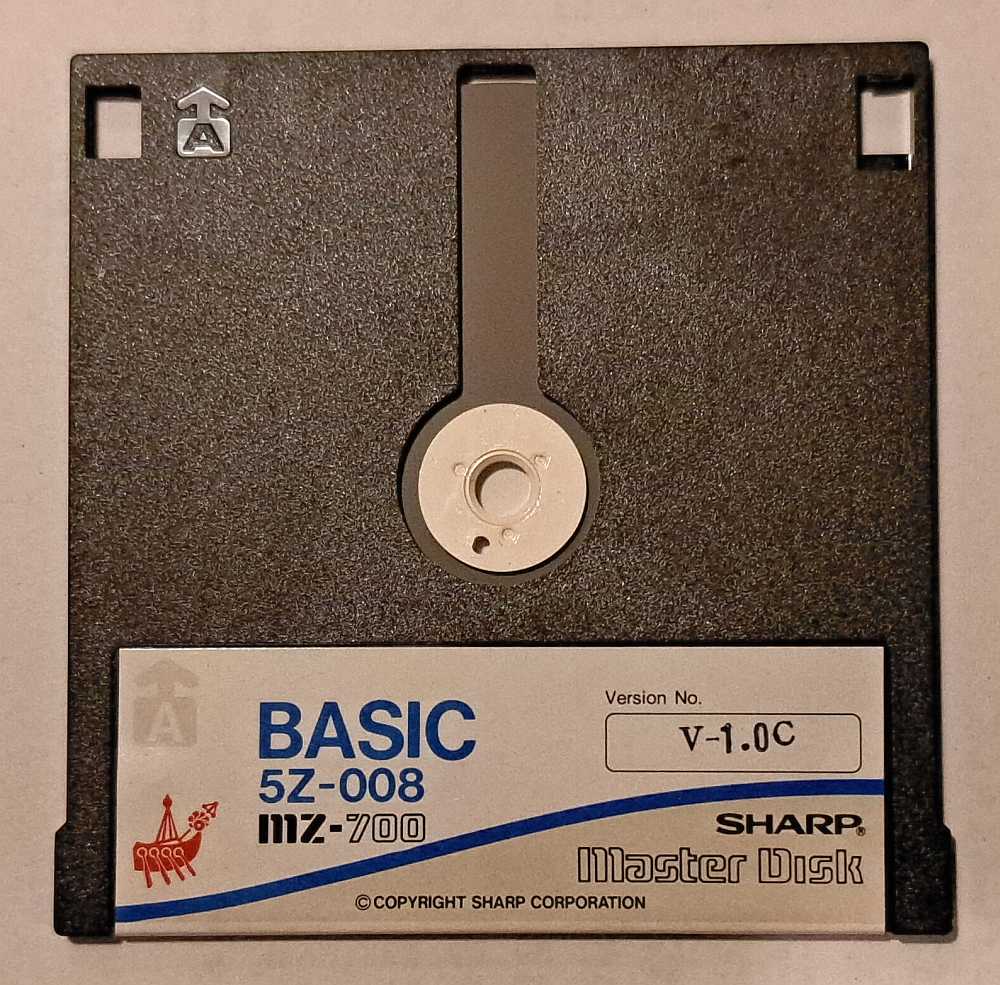 A
A
BASIC
5Z-008
MZ-700
Version No.
V-1.0C
SHARP®
Master Disk
©COPYRIGHT SHARP CORPORATION